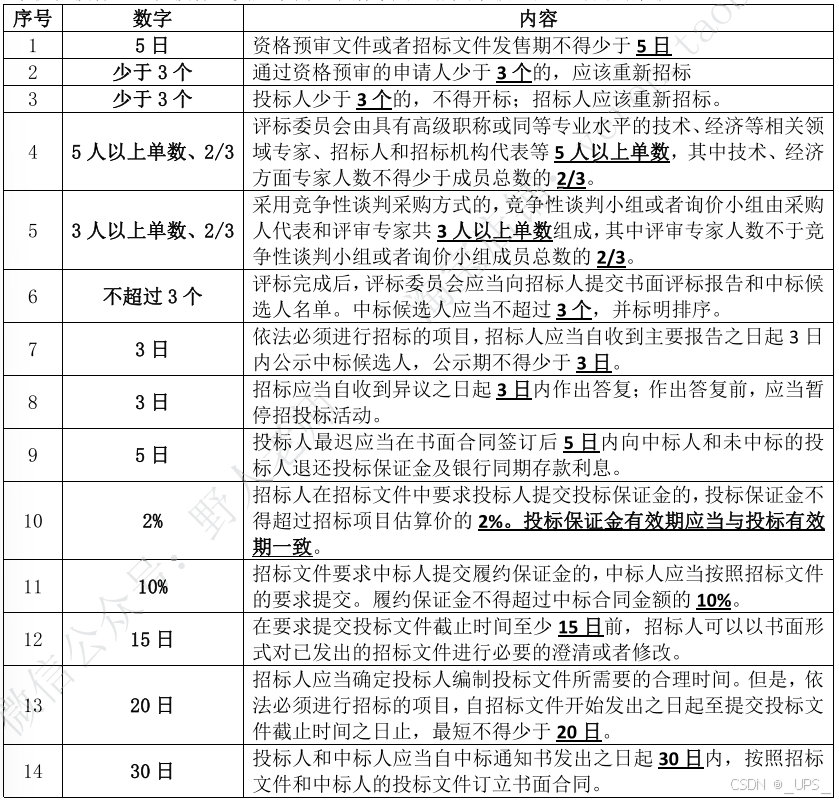 序号 数字 内容
1 5日 资格预审文件或者招标文件发售期不得少于5日
2 少于3个 通过资格预审的申请人少于3个的，应该重新招标
3 少于3个 投标人少于3个的，不得开标；招标人应该重新招标。
4 5人以上单数、2/3 评标委员会由具有高级职称或同等专业水平的技术、经济等相关领
域专家、招标人和招标机构代表等5人以上单数，其中技术、经济
方面专家人数不得少于成员总数的2/3。
5 3人以上单数、2/3 采用竞争性谈判采购方式的，竞争性谈判小组或者询价小组由采购
人代表和评审专家共3人以上单数组成，其中评审专家人数不于竞
争性谈判小组或者询价小组成员总数的2/3。
6 不超过3个 评标完成后，评标委员会应当向招标人提交书面评标报告和中标候
选人名单。中标候选人应当不超过3个，并标明排序。
7 3日 依法必须进行招标的项目，招标人应当自收到主要报告之日起3日
内公示中标候选人，公示期不得少于3日。
8 3日 招标应当自收到异议之日起3日内作出答复；作出答复前，应当暂
停招投标活动。
9 5日 投标人最迟应当在书面合同签订后5日内向中标人和未中标的投
标人退还投标保证金及银行同期存款利息。
10 2% 招标人在招标文件中要求投标人提交投标保证金的，投标保证金不
得超过招标项目估算价的2%。投标保证金有效期应当与投标有效
期一致。
11 10% 招标文件要求中标人提交履约保证金的，中标人应当按照招标文件
的要求提交。履约保证金不得超过中标合同金额的10%。
12 15日 在要求提交投标文件截止时间至少15日前，招标人可以以书面形
式对已发出的招标文件进行必要的澄清或者修改。
13 20日 招标人应当确定投标人编制投标文件所需要的合理时间。但是，依
法必须进行招标的项目，自招标文件开始发出之日起至提交投标文
件截止时间之日止，最短不得少于20日。
14 30日 投标人和中标人应当自中标通知书发出之日起30日内，按照招标
文件和中标人的投标文件订立书面合同。
CSDN @_UPS_